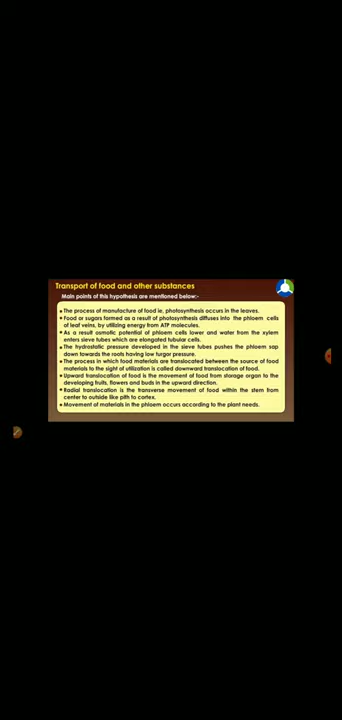 Transport of food and other substances
Main points of this hypothesis are mentioned below:-
The process of manufacture of food ie, photosynthesis occurs in the leaves.
Food or sugars formed as a result of photosynthesis diffuses into the phloem cells
of leaf veins, by utilizing energy from ATP molecules.
As a result osmotic potential of phloem cells lower and water from the xylem
enters sieve tubes which are elongated tubular cells.
The hydrostatic pressure developed in the sieve tubes pushes the phloem sap
down towards the roots having low turgor pressure.
The process in which food materials are translocated between the source of food
materials to the sight of utilization is called downward translocation of food.
Upward translocation of food is the movement of food from storage organ to the
developing fruits, flowers and buds in the upward direction.
Radial translocation is the transverse movement of food within the stem from
center to outside like pith to cortex.
Movement of materials in the phloem occurs according to the plant needs.